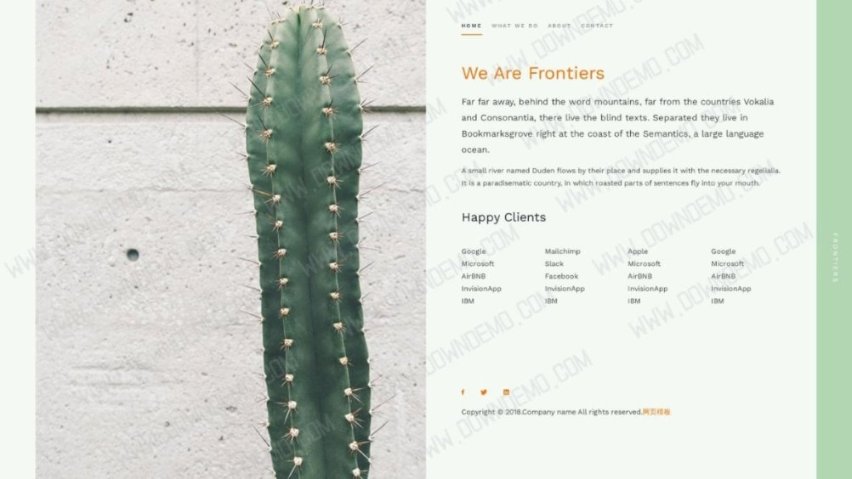 HOME WHAT WE DO ABOUT CONTACT
We Are Frontiers
Far far away, behind the word mountains, far from the countries Vokalia
and Consonantia, there live the blind texts. Separated they live in
Bookmarksgrove right at the coast of the Semantics, a large language
ocean.
A small river named Duden flows by their place and supplies it with the necessary regelialia.
It is a paradisematic country, in which roasted parts of sentences fly into your mouth.
Happy Clients
Google Mailchimp Apple Google
Microsoft Slack Microsoft Microsoft
AirBNB Facebook AirBNB AirBNB
InvisionApp InvisionApp InvisionApp InvisionApp
IBM IBM IBM IBM
Copyright © 2018.Company name All rights reserved.网页模板
FRONTIERS
WWW.DOWNDEMO.COM